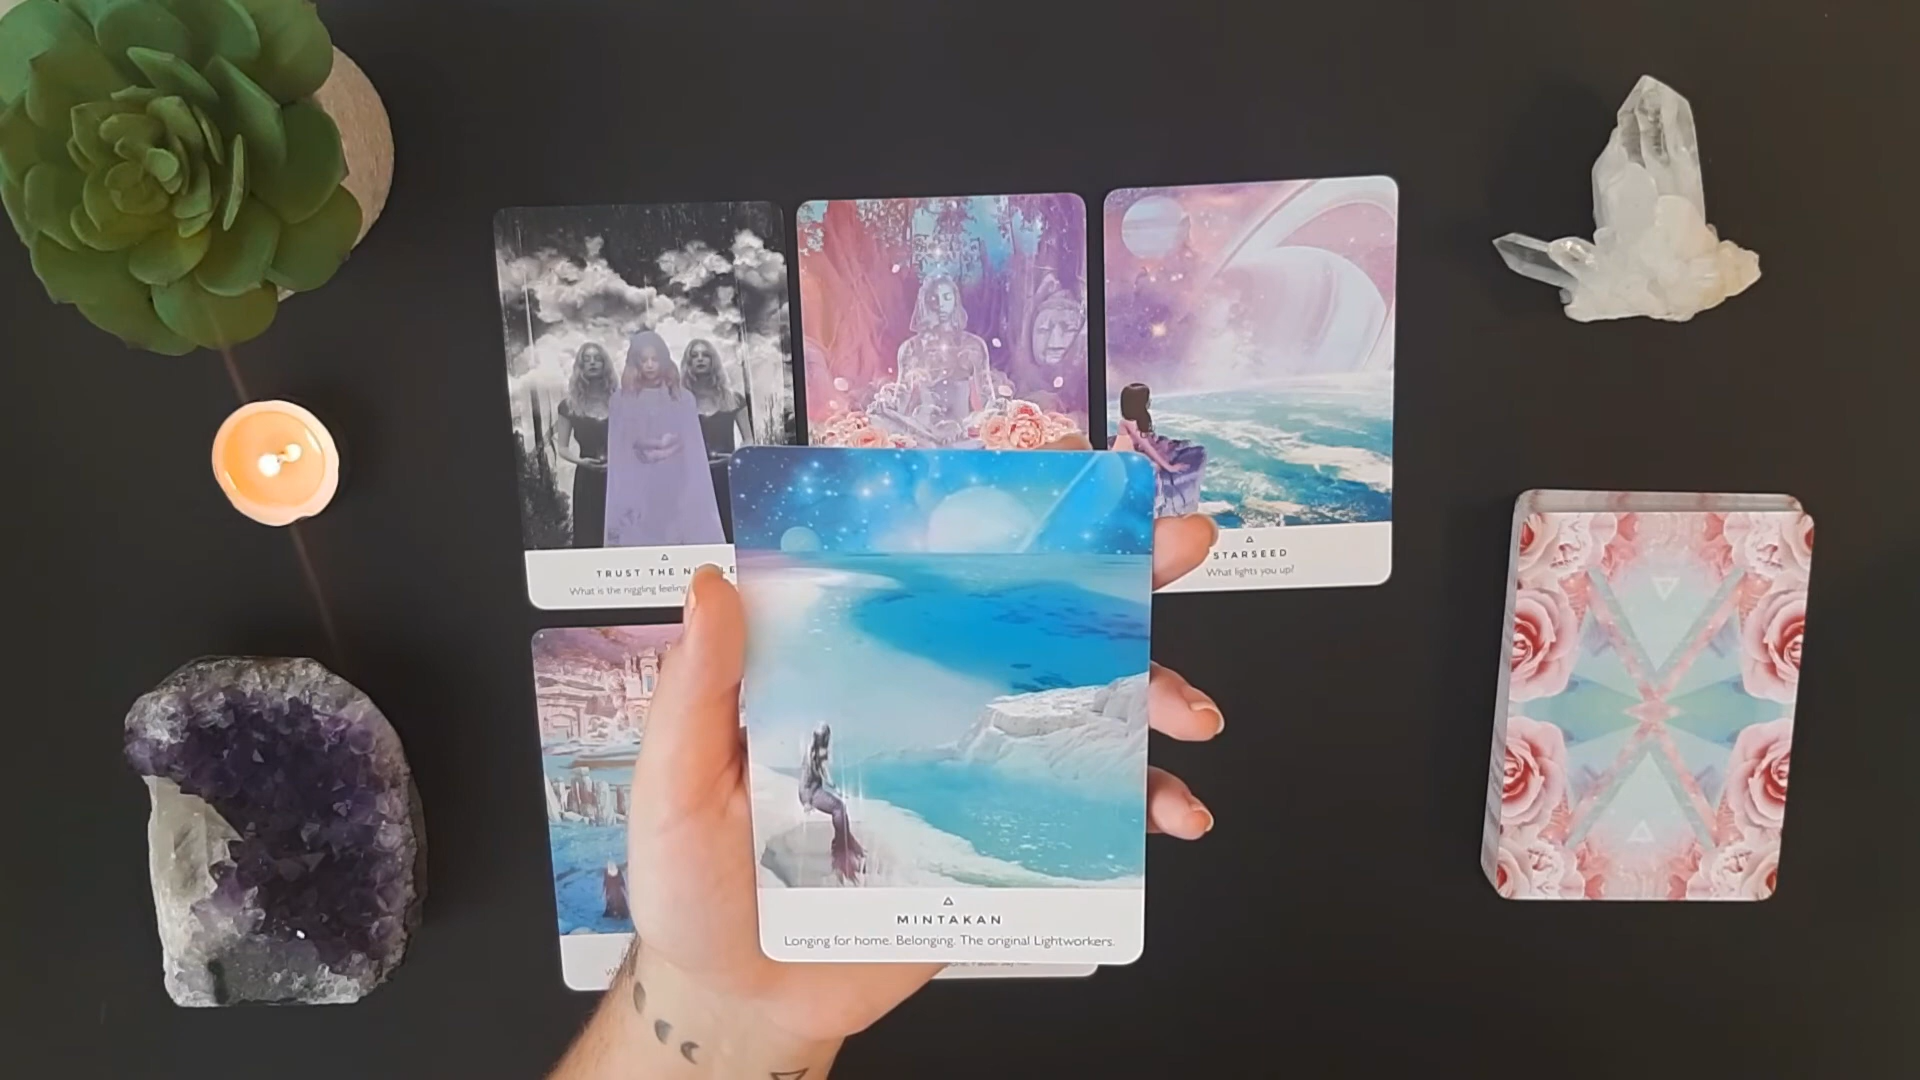 TRUST THE
What is the niggling feeling
STARSEED
What lights you up?
MINTAKAN
Longing for home. Belonging. The original Lightworkers.